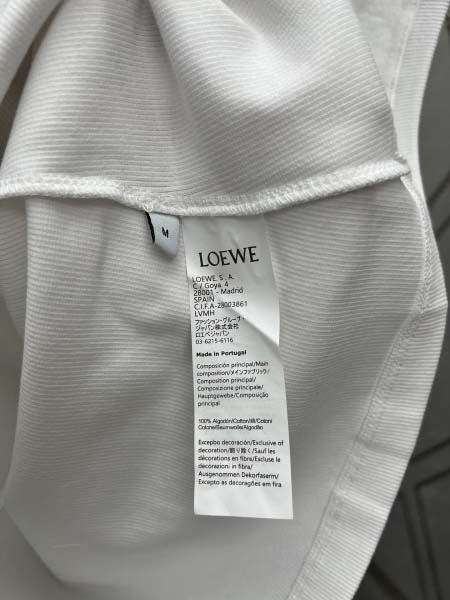 M
LOEWE
LOEWE S. A.
C / Goya, 4
28001 - Madrid
SPAIN
C.I.F.A-28003861
LVMH
ファッション・グループ・
ジャパン株式会社
ロエベジャパン
03-6215-6116
Made in Portugal
Composición principal/Main
composition/メインファブリック/
Composition principal/
Composizione principale/
Hauptgewebe/Composição
principal
100% Algodón/Cotton/綿/Coton/
Cotone/Baumwolle/Algodão
Excepbo decoración/Exclusive of
decoration/飾り除く/Sauf les
décorations en fibra/Excluse le
decorazioni in fibra/
Ausgenommen Dekorfaserm/
Excepto as decorações em fira